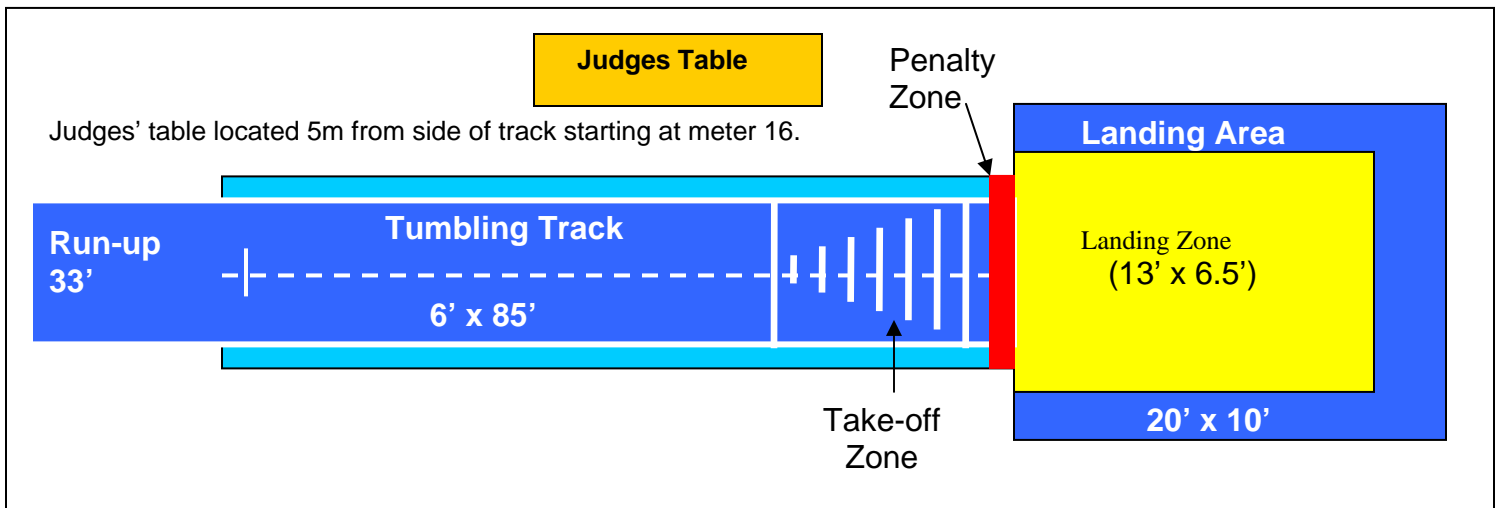 Judges Table
Penalty
Zone
Judges' table located 5m from side of track starting at meter 16.
Landing Area
Run-up
33’
Tumbling Track
6’ x 85’
Landing Zone
(13’ x 6.5’)
Take-off
Zone
20’ x 10’